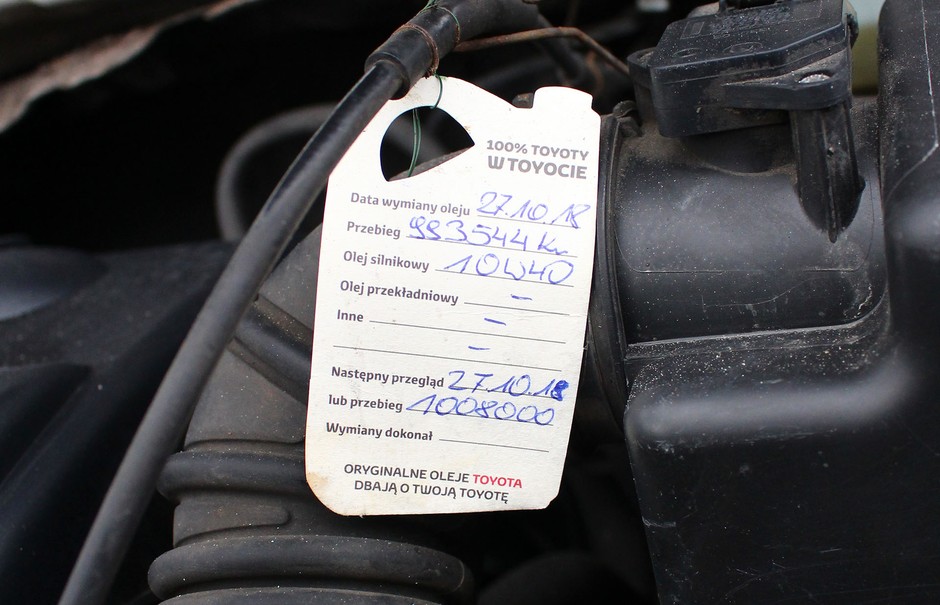 100% TOYOTY
W TOYOCIE
Data wymiany oleju 27.10.18
Przebieg 993544 km
Olej silnikowy 10W40
Olej przekładniowy -
Inne -
-
Następny przegląd 27.10.18
lub przebieg 1008000
Wymiany dokonał
ORYGINALNE OLEJE TOYOTA
DBAJĄ O TWOJĄ TOYOTĘ